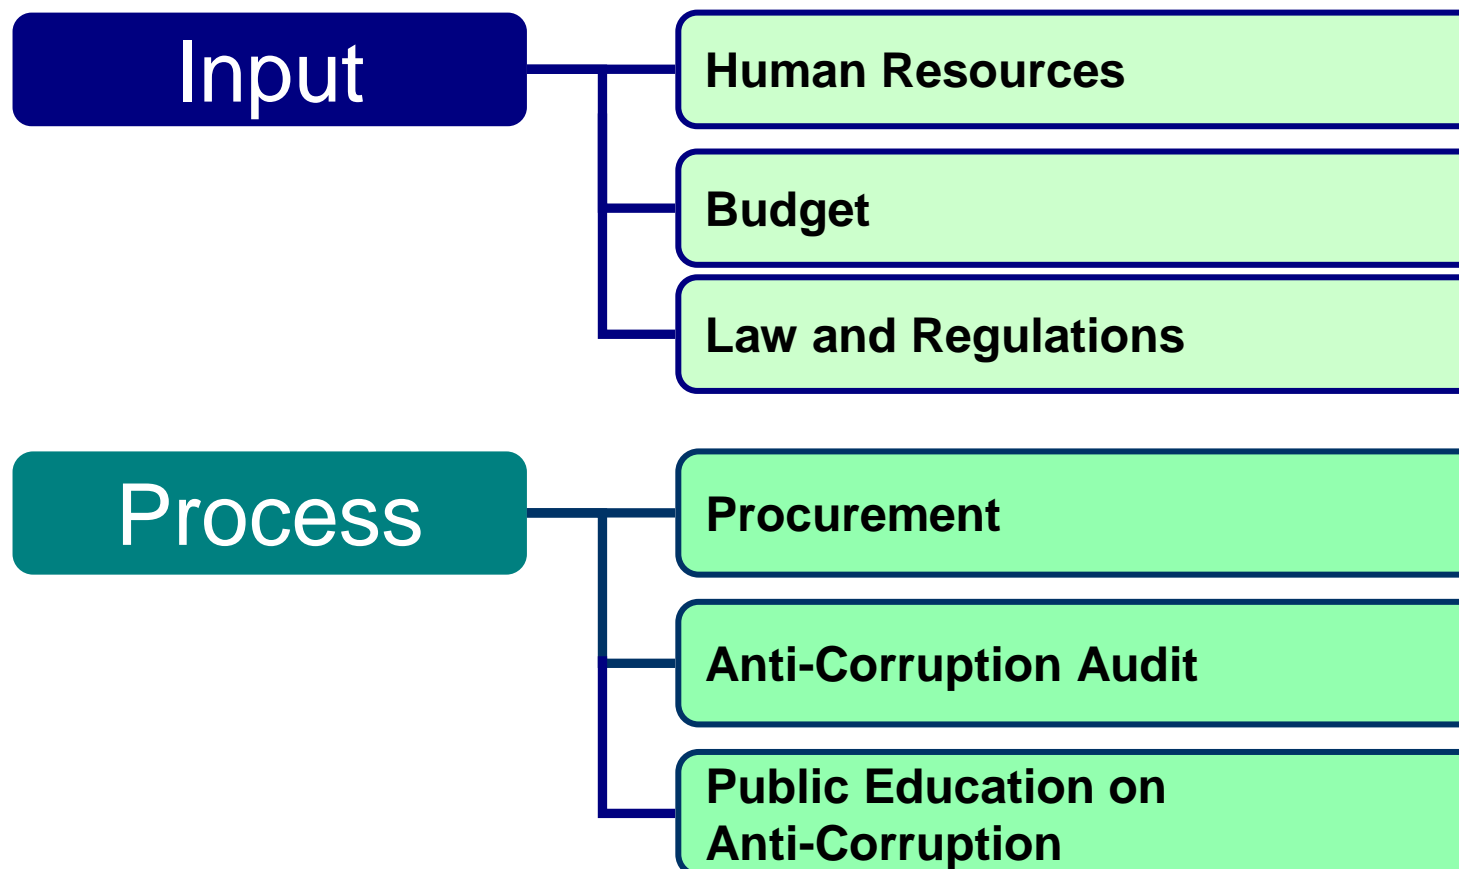 Input
Human Resources
Budget
Law and Regulations
Process
Procurement
Anti-Corruption Audit
Public Education on
Anti-Corruption